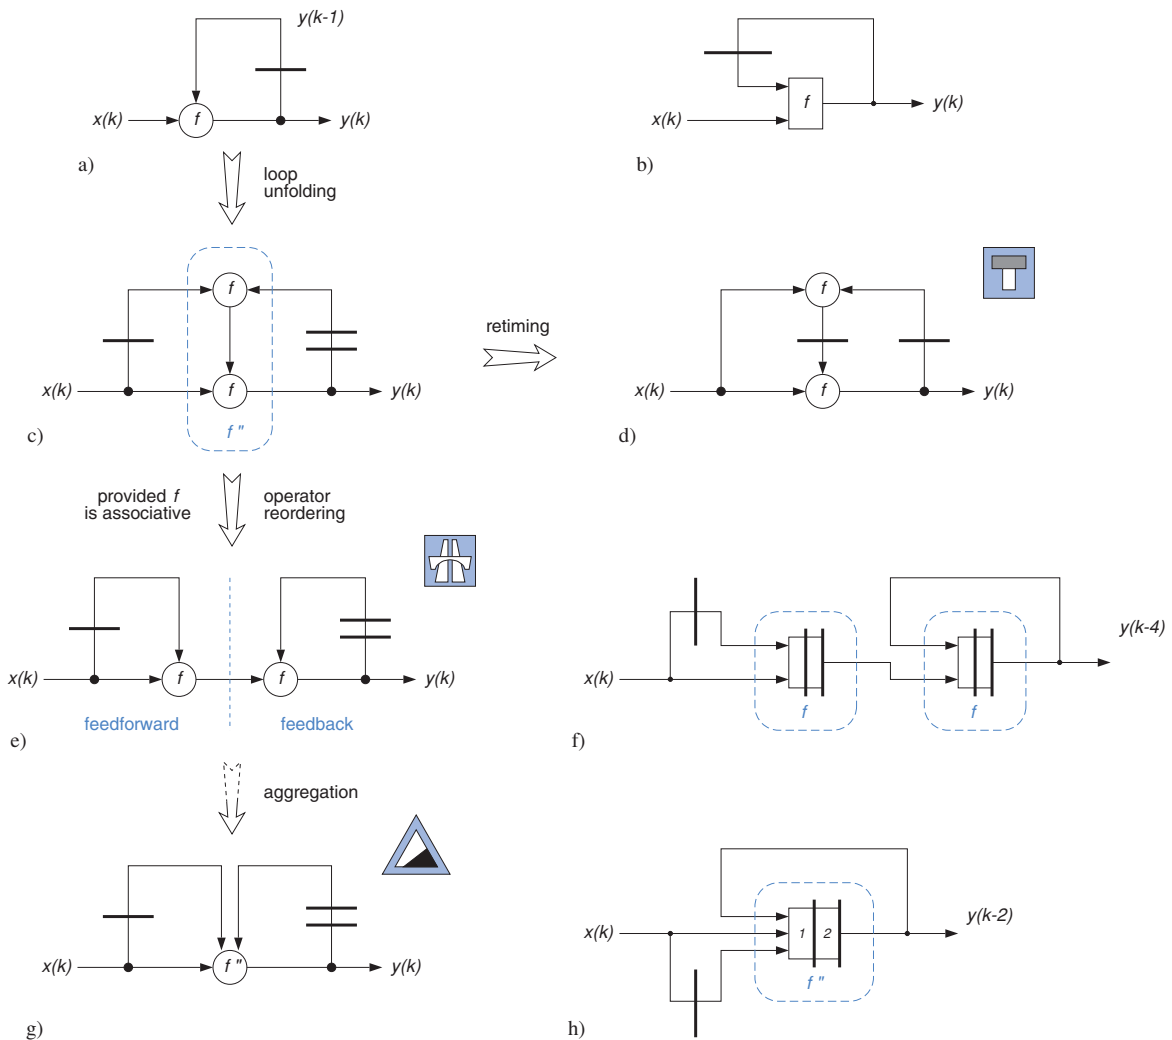 y(k-1)
x(k)
f
y(k)
a)
x(k)
f
y(k)
b)
loop
unfolding
f
x(k)
f
y(k)
f "
c)
retiming
f
x(k)
f
y(k)
d)
provided f
is associative
operator
reordering
x(k)
f
f
y(k)
feedforward
feedback
e)
x(k)
f
f
y(k-4)
f)
aggregation
x(k)
f "
y(k)
g)
x(k)
1
2
f "
y(k-2)
h)